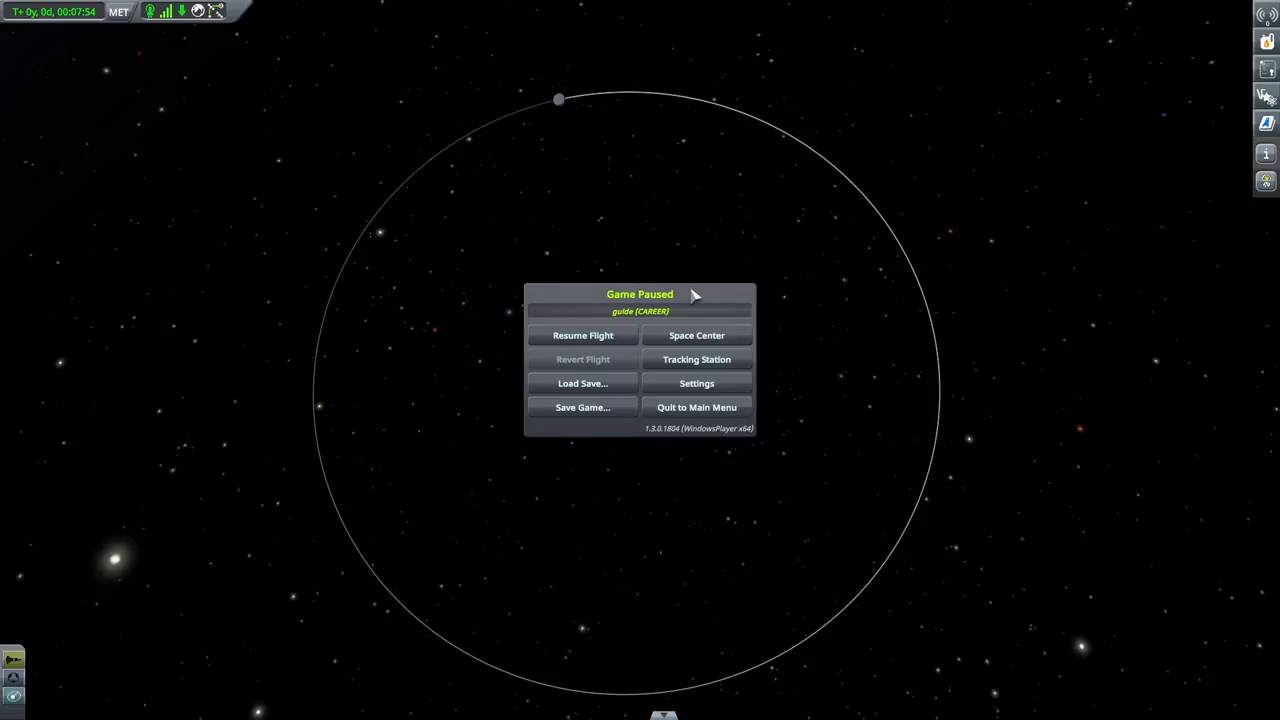 T+ 0y, 0d, 00:07:54 MET
0
Game Paused
guide (CAREER)
Resume Flight Space Center
Revert Flight Tracking Station
Load Save... Settings
Save Game... Quit to Main Menu
1.3.0.1804 (WindowsPlayer x64)